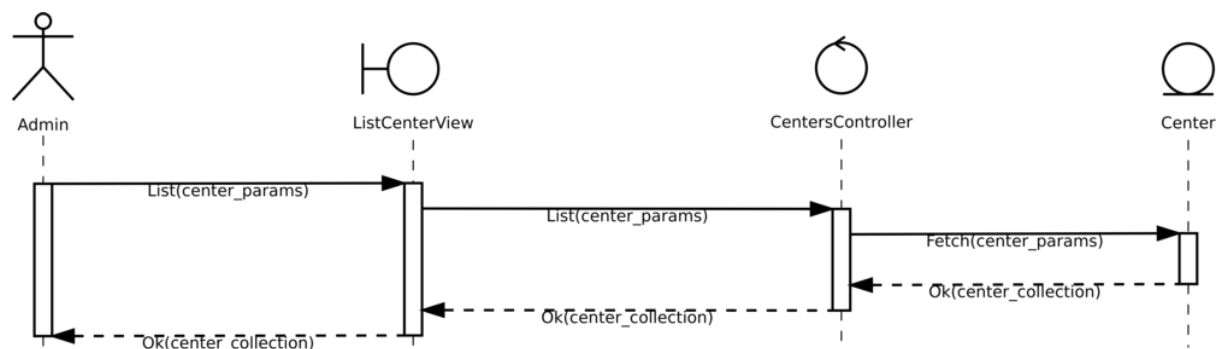 Admin
ListCenterView
CentersController
Center
List(center_params)
List(center_params)
Fetch(center_params)
Ok(center_collection)
Ok(center_collection)
Ok(center_collection)